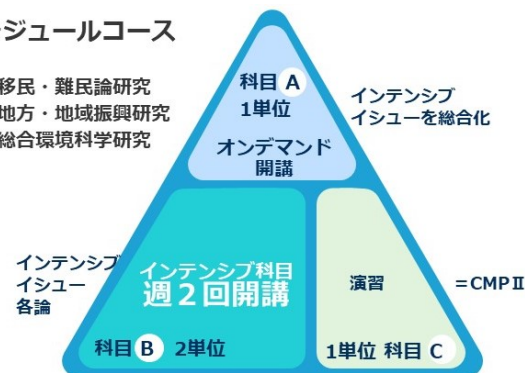 ジュールコース
移民・難民論研究
地方・地域振興研究
総合環境科学研究
科目 A
1単位
オンデマンド
開講
インテンシブ
イシューを総合化
インテンシブ
イシュー
各論
インテンシブ科目
週２回開講
科目 B 2単位
演習
1単位 科目 C
＝CMPⅡ